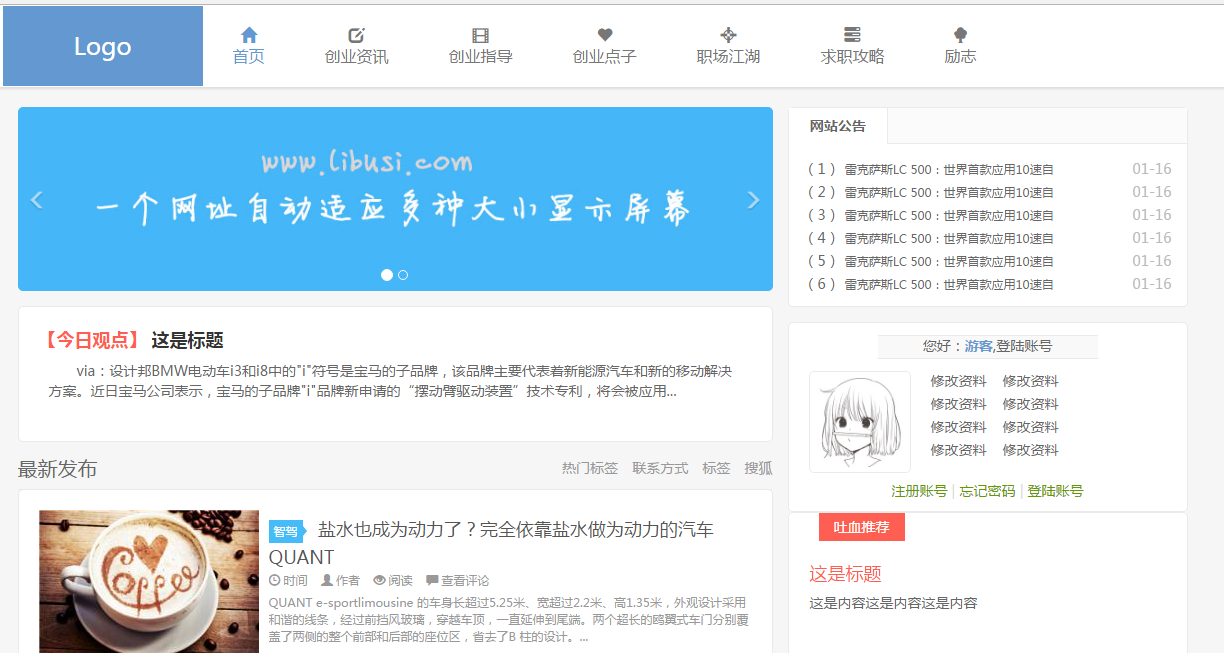 Logo
首页
创业资讯
创业指导
创业点子
职场江湖
求职攻略
励志
www.libusi.com
一个网址自动适应多种大小显示屏幕
【今日观点】 这是标题
via：设计邦BMW电动车i3和i8中的"i"符号是宝马的子品牌，该品牌主要代表着新能源汽车和新的移动解决
方案。近日宝马公司表示，宝马的子品牌"i"品牌新申请的“摆动臂驱动装置”技术专利，将会被应用...
最新发布
热门标签 联系方式 标签 搜狐
Coffee
智驾 盐水也成为动力了？完全依靠盐水做为动力的汽车
QUANT
时间 作者 阅读 查看评论
QUANT e-sportlimousine 的车身长超过5.25米、宽超过2.2米、高1.35米，外观设计采用
和谐的线条，经过前挡风玻璃，穿越车顶，一直延伸到尾端。两个超长的鸥翼式车门分别覆
盖了两侧的整个前部和后部的座位区，省去了B 柱的设计。...
网站公告
（1） 雷克萨斯LC 500：世界首款应用10速自 01-16
（2） 雷克萨斯LC 500：世界首款应用10速自 01-16
（3） 雷克萨斯LC 500：世界首款应用10速自 01-16
（4） 雷克萨斯LC 500：世界首款应用10速自 01-16
（5） 雷克萨斯LC 500：世界首款应用10速自 01-16
（6） 雷克萨斯LC 500：世界首款应用10速自 01-16
您好：游客,登陆账号
修改资料 修改资料
修改资料 修改资料
修改资料 修改资料
修改资料 修改资料
注册账号 | 忘记密码 | 登陆账号
吐血推荐
这是标题
这是内容这是内容这是内容